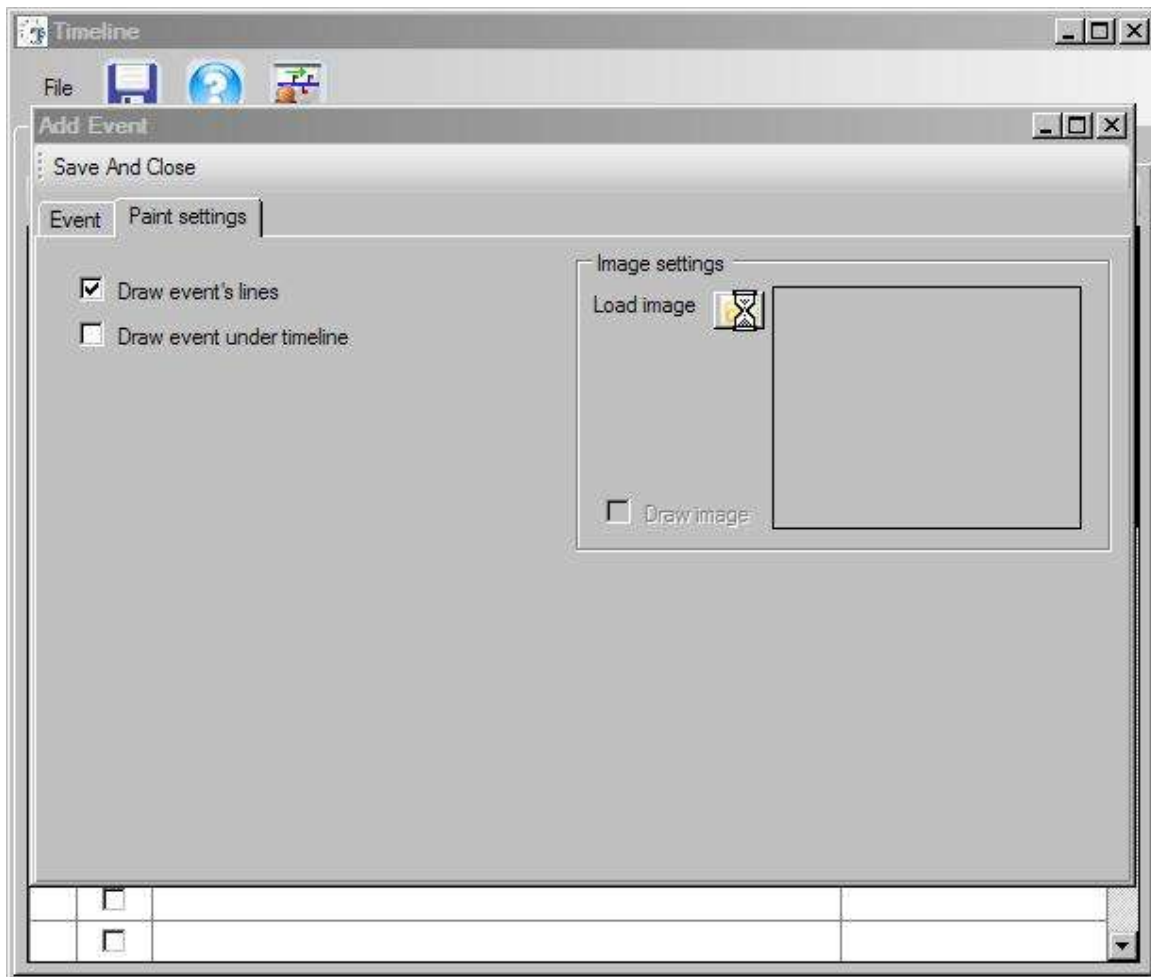 Timeline
File
Add Event
Save And Close
Event
Paint settings
Draw event's lines
Draw event under timeline
Image settings
Load image
Draw image